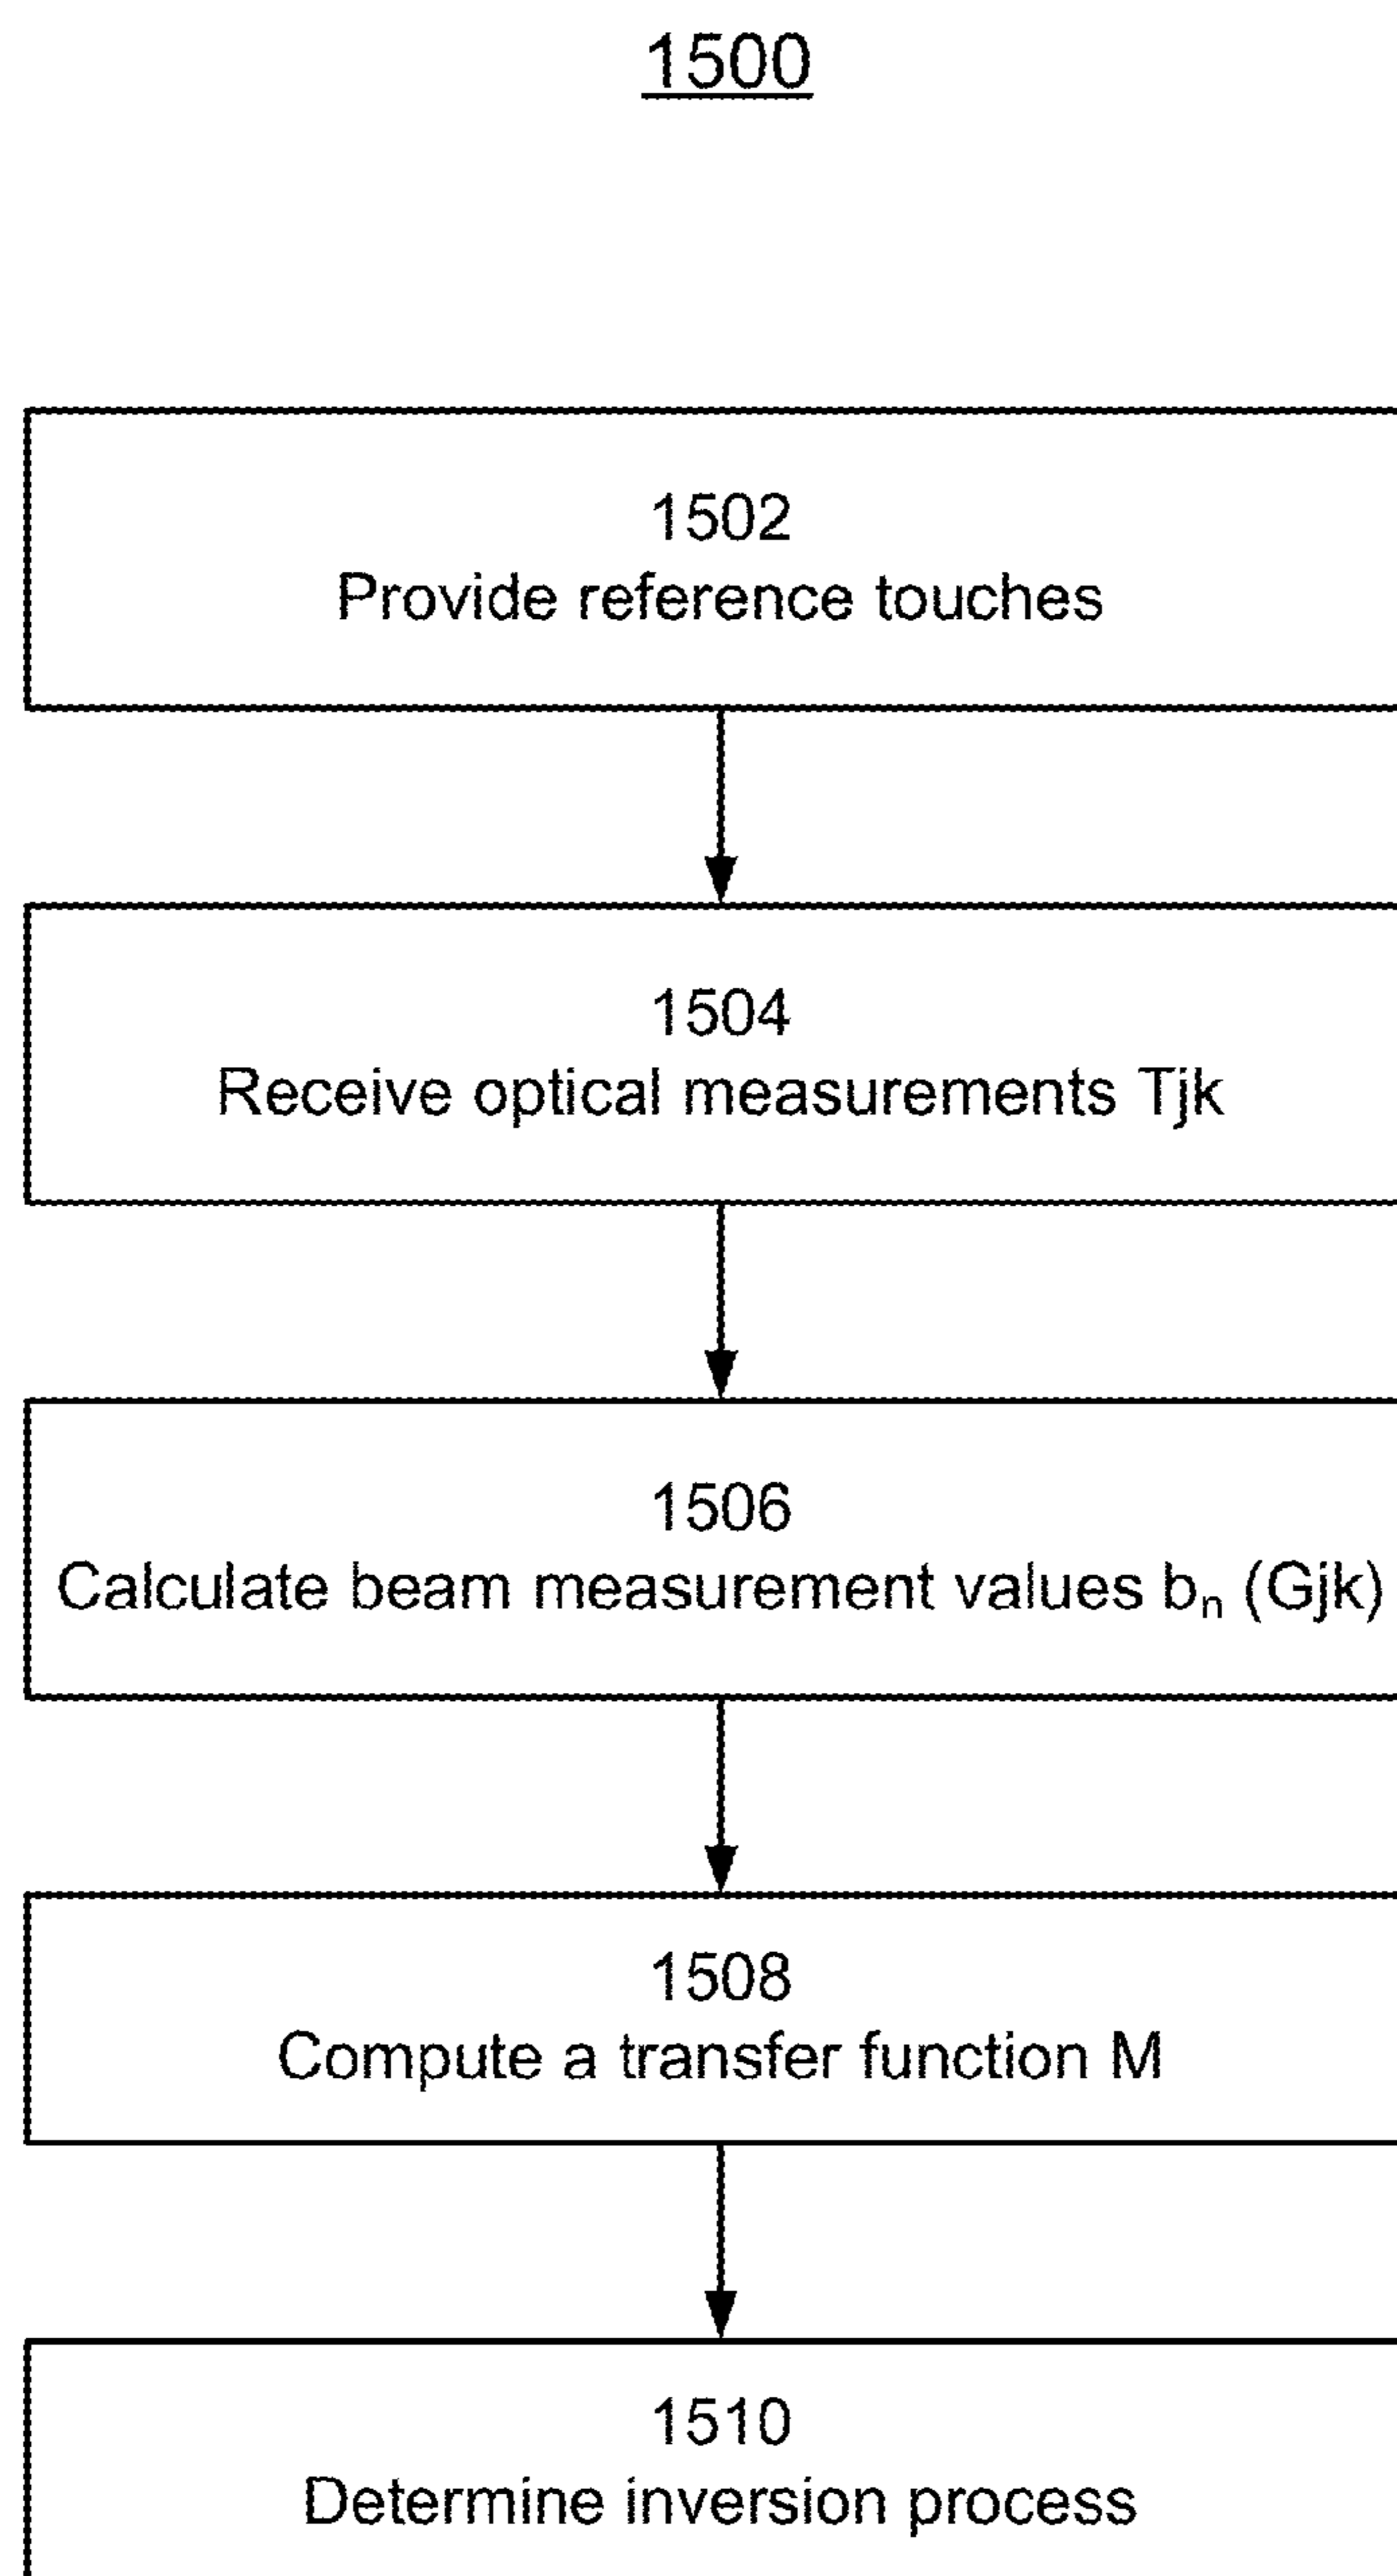 1500
1502
Provide reference touches
1504
Receive optical measurements Tjk
1506
Calculate beam measurement values bₙ (Gjk)
1508
Compute a transfer function M
1510
Determine inversion process